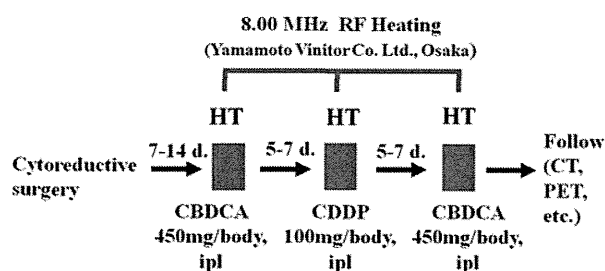 8.00 MHz RF Heating
(Yamamoto Vinitor Co. Ltd., Osaka)
HT HT HT
7-14 d. 5-7 d. 5-7 d.
Cytoreductive
surgery
Follow
(CT,
PET,
etc.)
CBDCA
450mg/body,
ipl
CDDP
100mg/body,
ipl
CBDCA
450mg/body,
ipl